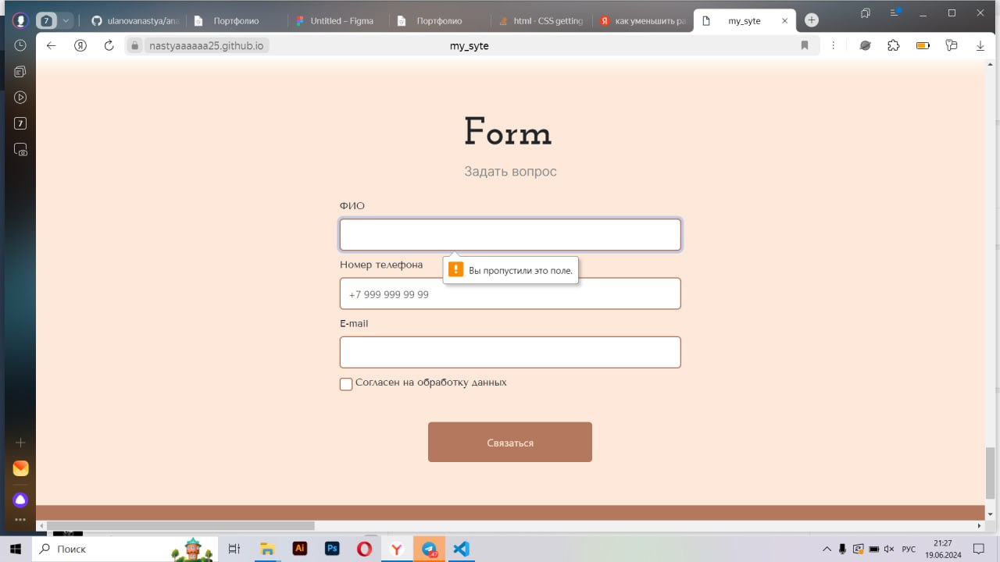 7
ulanovanastya/ana
Портфолио
Untitled – Figma
Портфолио
html - CSS getting
как уменьшить ра
my_syte
Я
nastyaaaaaa25.github.io
my_syte
7
Form
Задать вопрос
ФИО
Вы пропустили это поле.
Номер телефона
+7 999 999 99 99
E-mail
Согласен на обработку данных
Связаться
Поиск
Ai
Ps
47
РУС
21:27
19.06.2024